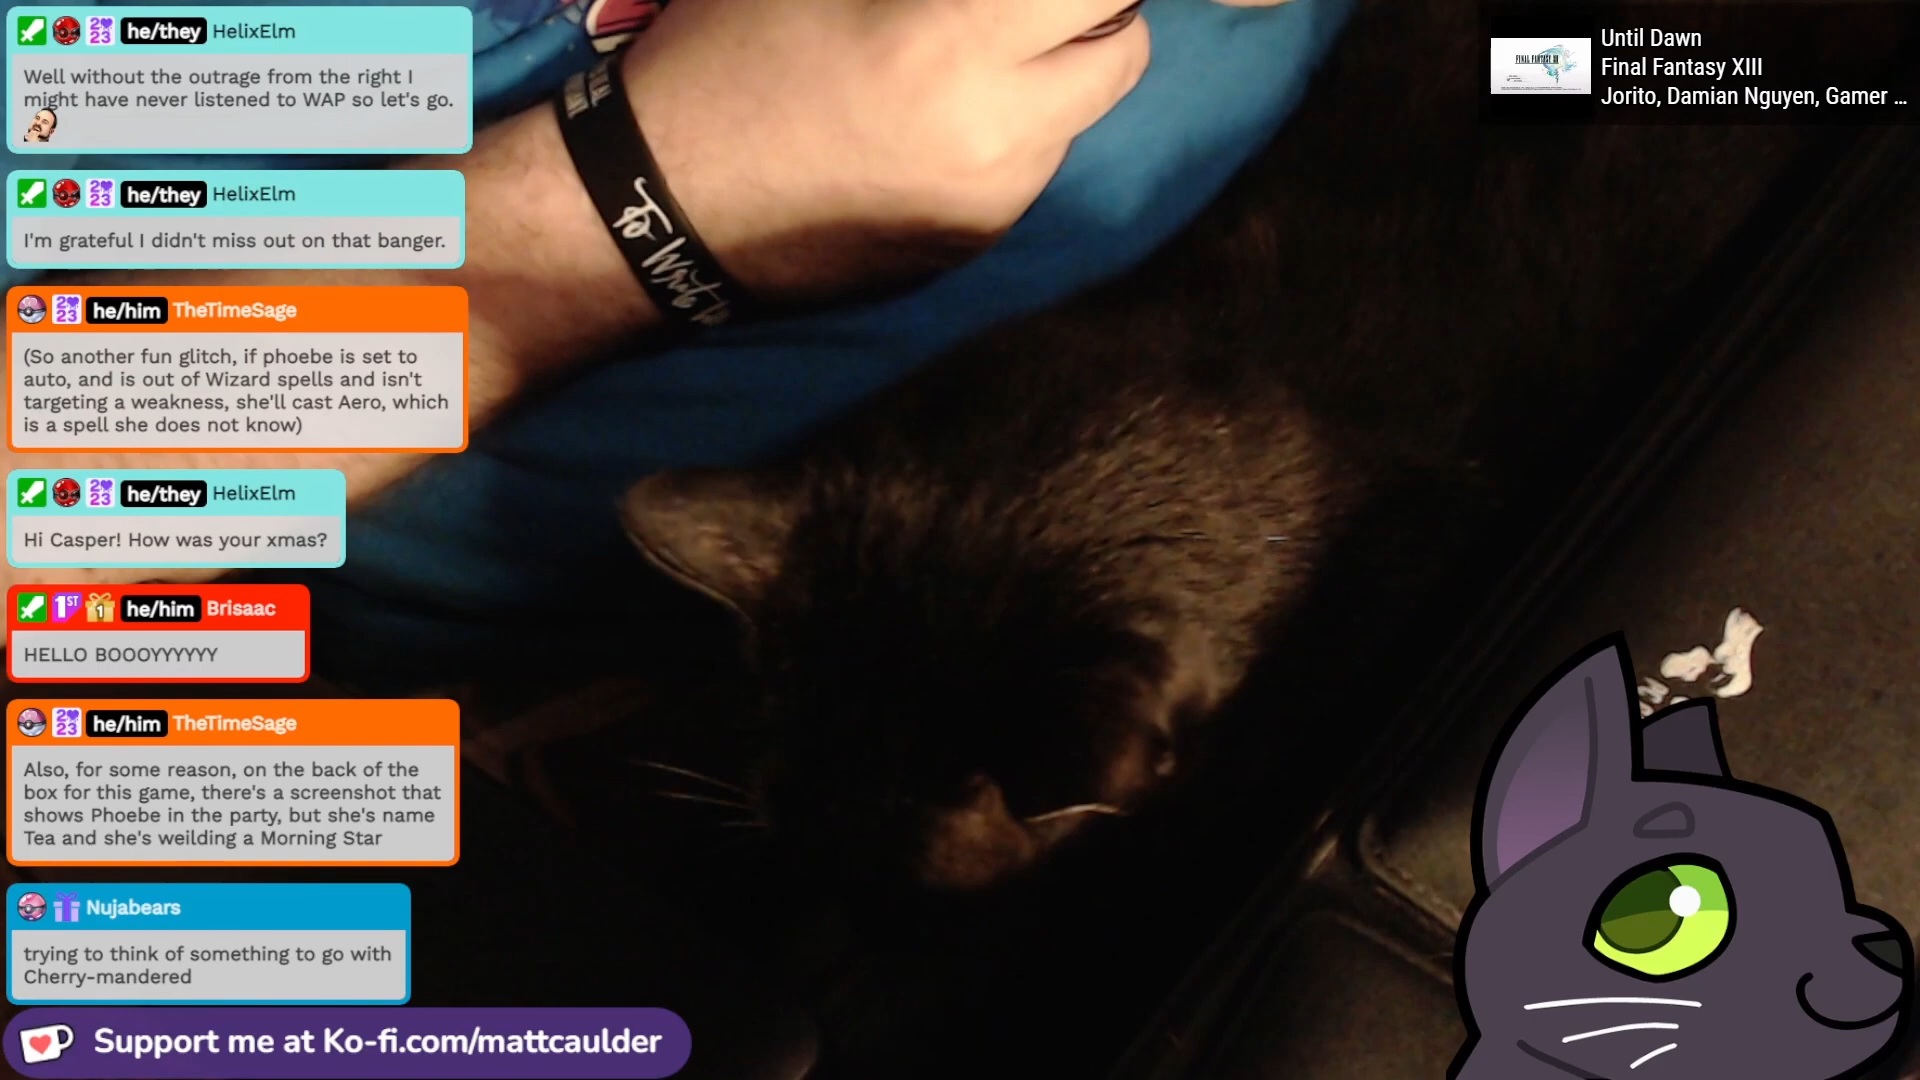 he/they HelixElm
Well without the outrage from the right I
might have never listened to WAP so let's go.
he/they HelixElm
I'm grateful I didn't miss out on that banger.
he/him TheTimeSage
(So another fun glitch, if phoebe is set to
auto, and is out of Wizard spells and isn't
targeting a weakness, she'll cast Aero, which
is a spell she does not know)
he/they HelixElm
Hi Casper! How was your xmas?
1ST 1 he/him Brisaac
HELLO BOOOYYYYYY
he/him TheTimeSage
Also, for some reason, on the back of the
box for this game, there's a screenshot that
shows Phoebe in the party, but she's name
Tea and she's weilding a Morning Star
Nujabears
trying to think of something to go with
Cherry-mandered
Support me at Ko-fi.com/mattcaulder
To Write
FINAL FANTASY XIII
Until Dawn
Final Fantasy XIII
Jorito, Damian Nguyen, Gamer ...